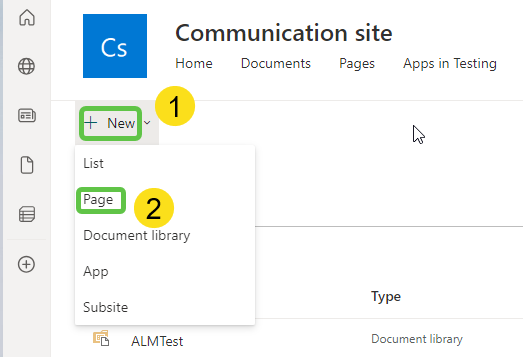 Cs
Communication site
Home Documents Pages Apps in Testing
+ New
1
List
Page
2
Document library
App
Subsite
Type
ALMTest Document library